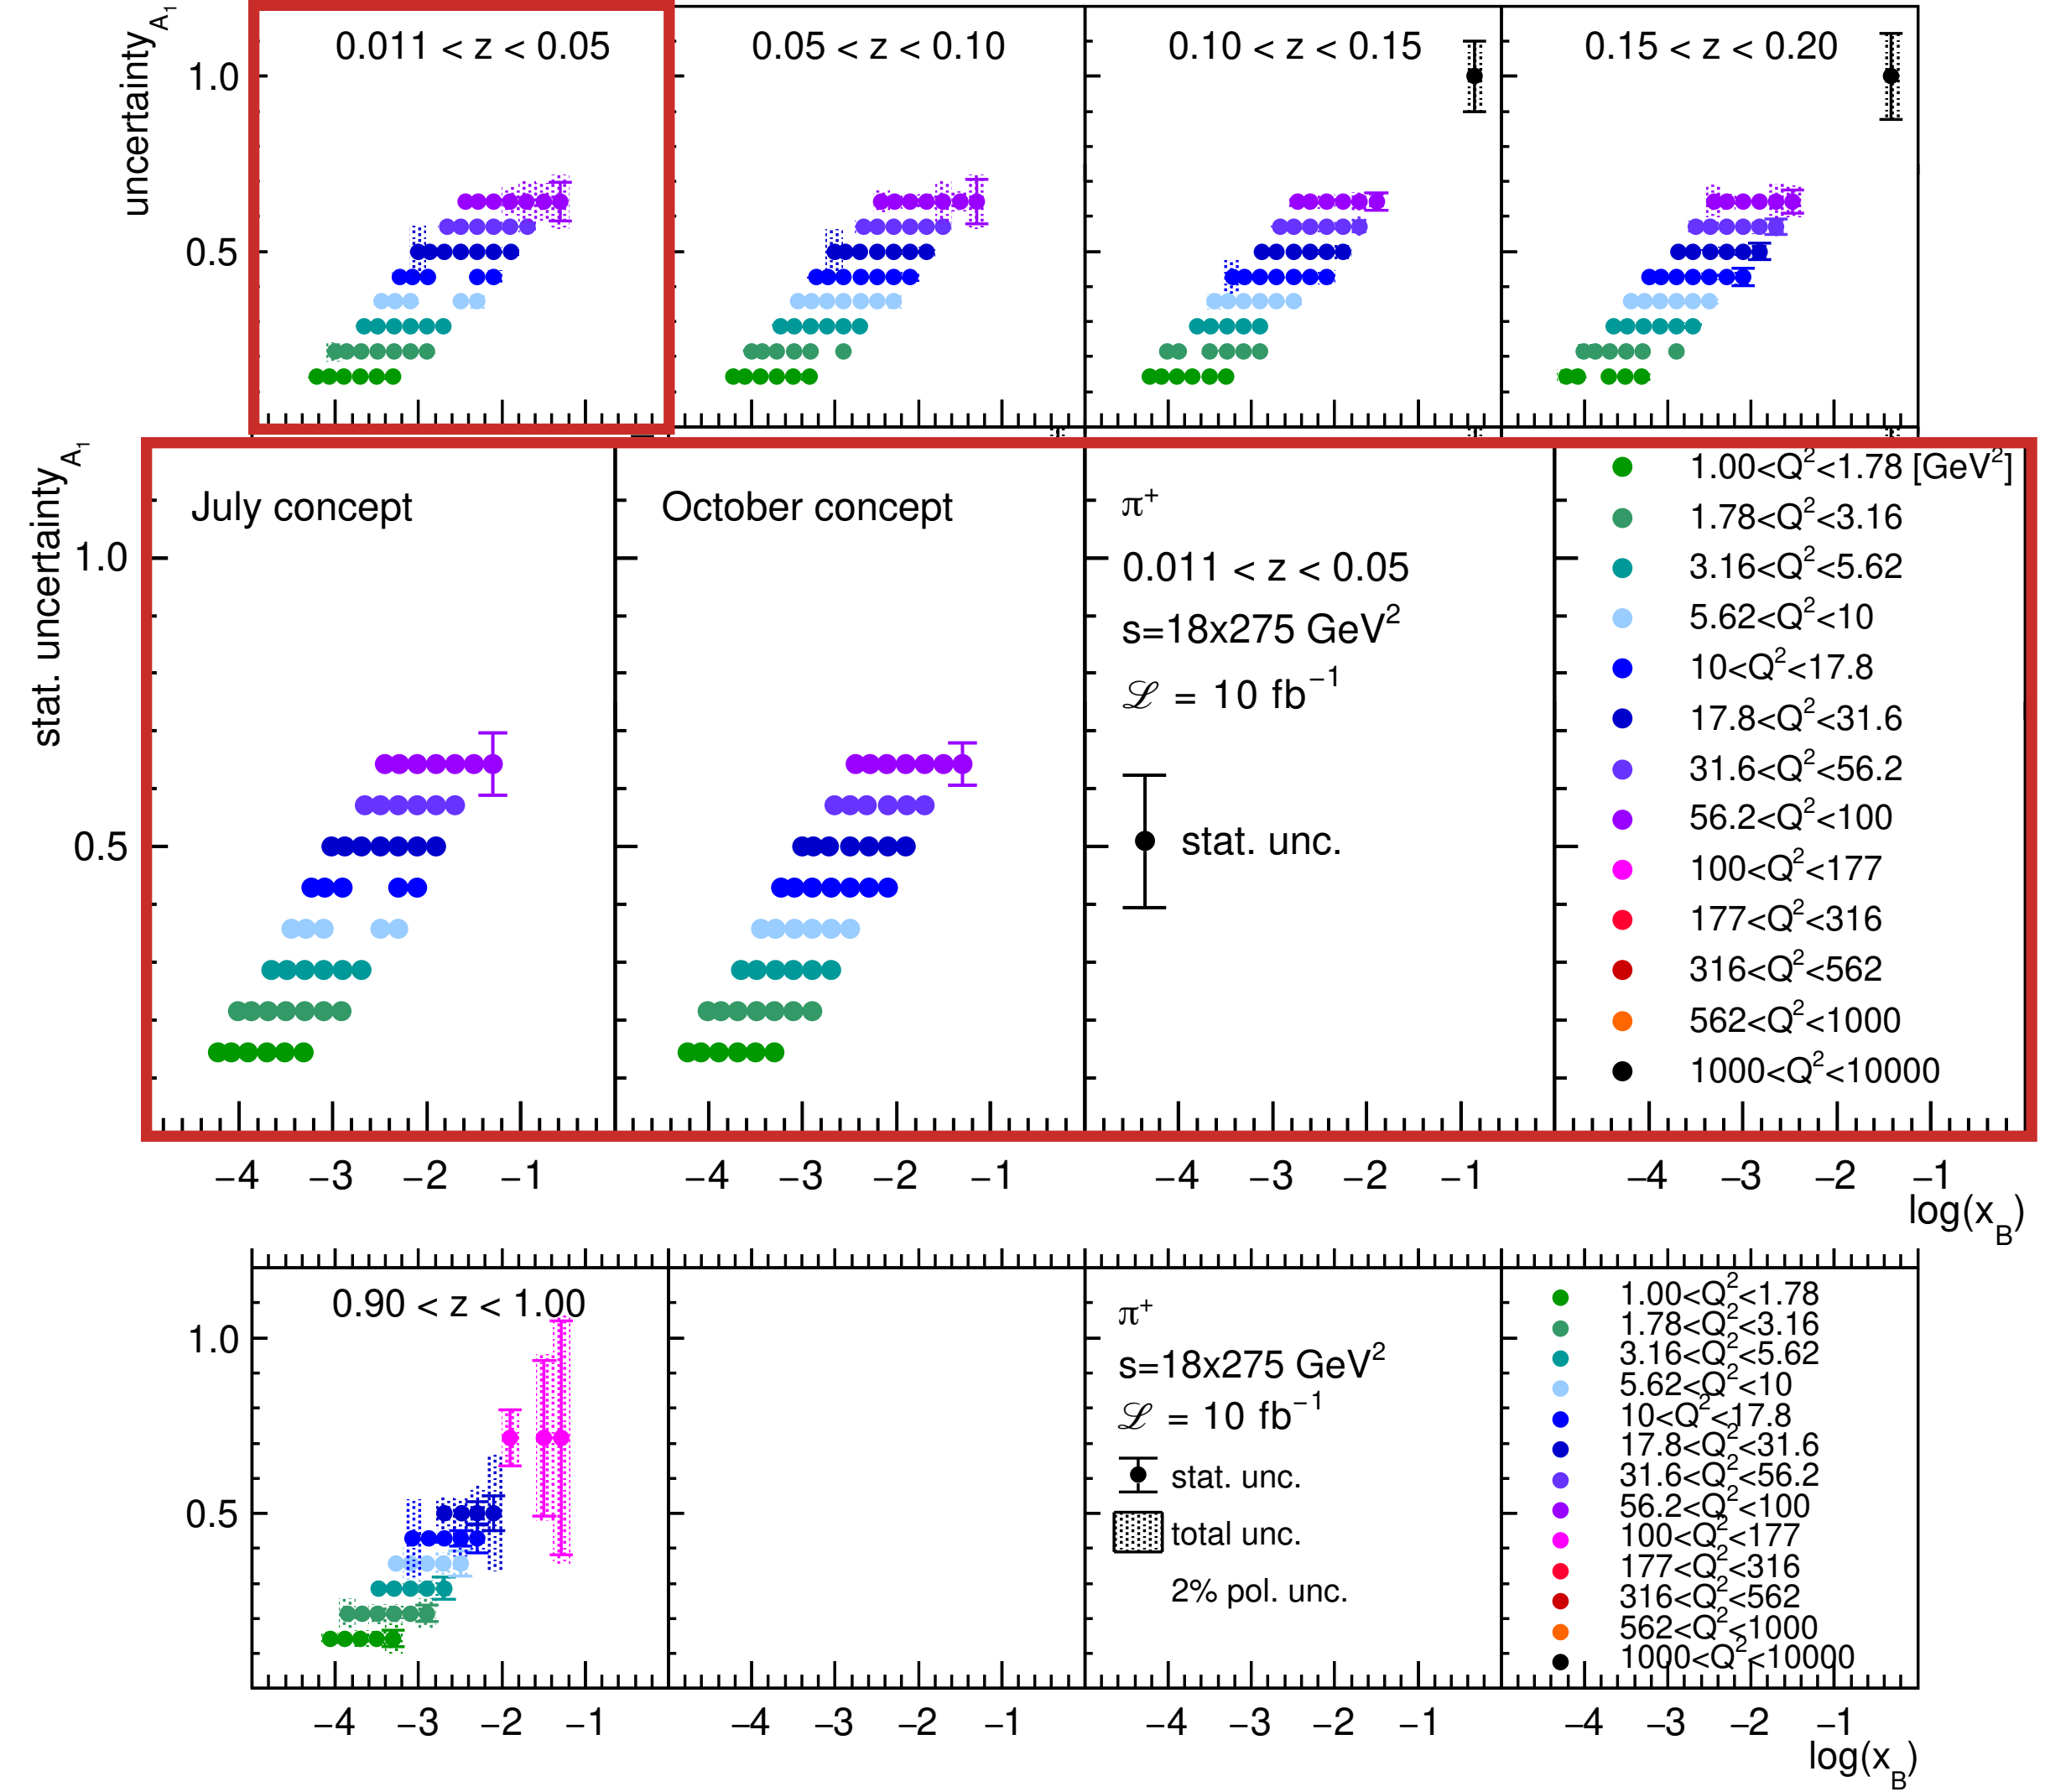 uncertainty A1
0.011 < z < 0.05
0.05 < z < 0.10
0.10 < z < 0.15
0.15 < z < 0.20
1.0
0.5
stat. uncertainty A1
July concept
October concept
π+
0.011 < z < 0.05
s=18x275 GeV2
ℒ = 10 fb−1
stat. unc.
1.00<Q2<1.78 [GeV2]
1.78<Q2<3.16
3.16<Q2<5.62
5.62<Q2<10
10<Q2<17.8
17.8<Q2<31.6
31.6<Q2<56.2
56.2<Q2<100
100<Q2<177
177<Q2<316
316<Q2<562
562<Q2<1000
1000<Q2<10000
1.0
0.5
−4 −3 −2 −1 −4 −3 −2 −1 −4 −3 −2 −1 −4 −3 −2 −1
log(xB)
0.90 < z < 1.00
1.0
0.5
π+
s=18x275 GeV2
ℒ = 10 fb−1
stat. unc.
total unc.
2% pol. unc.
1.00<Q2<1.78
1.78<Q2<3.16
3.16<Q2<5.62
5.62<Q2<10
10<Q2<17.8
17.8<Q2<31.6
31.6<Q2<56.2
56.2<Q2<100
100<Q2<177
177<Q2<316
316<Q2<562
562<Q2<1000
1000<Q2<10000
−4 −3 −2 −1 −4 −3 −2 −1 −4 −3 −2 −1 −4 −3 −2 −1
log(xB)